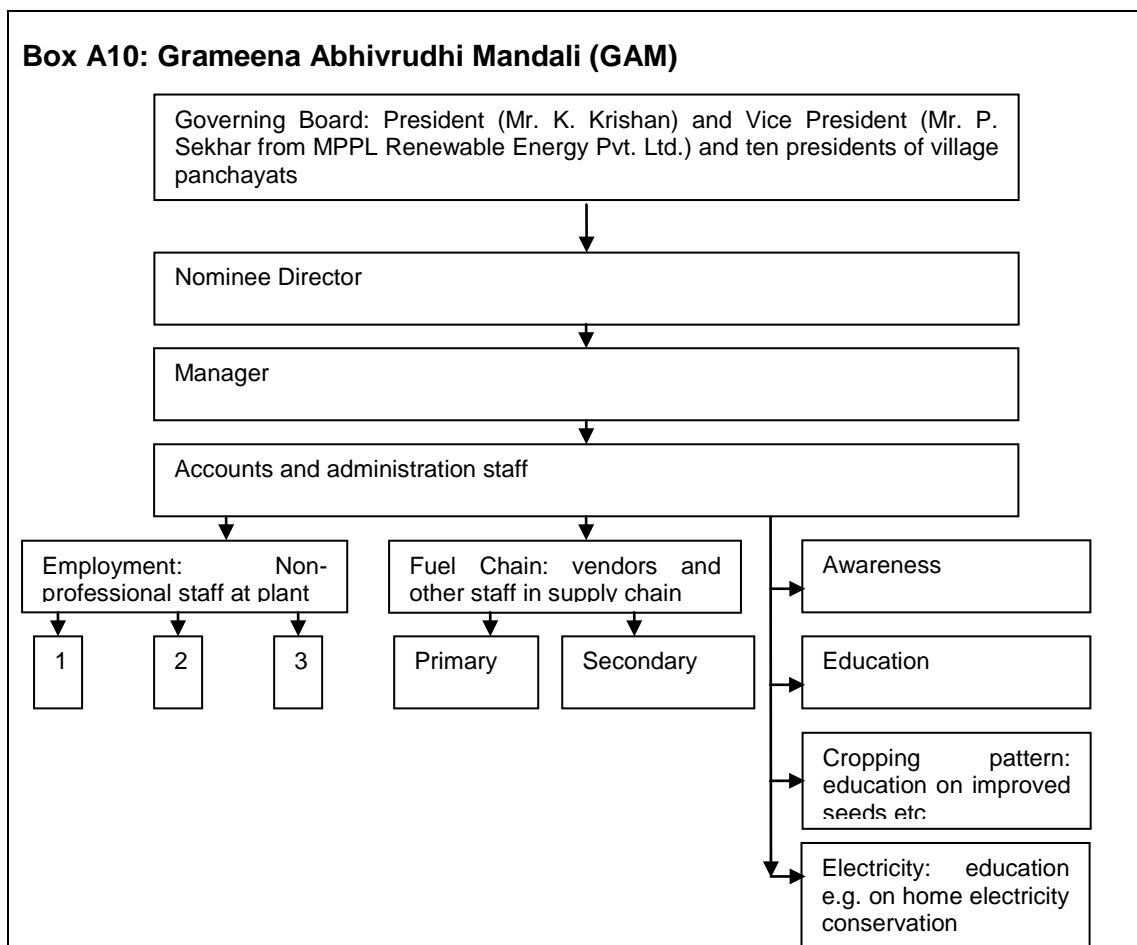 Box A10: Grameena Abhivrudhi Mandali (GAM)
Governing Board: President (Mr. K. Krishan) and Vice President (Mr. P.
Sekhar from MPPL Renewable Energy Pvt. Ltd.) and ten presidents of village
panchayats
Nominee Director
Manager
Accounts and administration staff
Employment: Non-
professional staff at plant
1
2
3
Fuel Chain: vendors and
other staff in supply chain
Primary
Secondary
Awareness
Education
Cropping pattern:
education on improved
seeds etc
Electricity: education
e.g. on home electricity
conservation